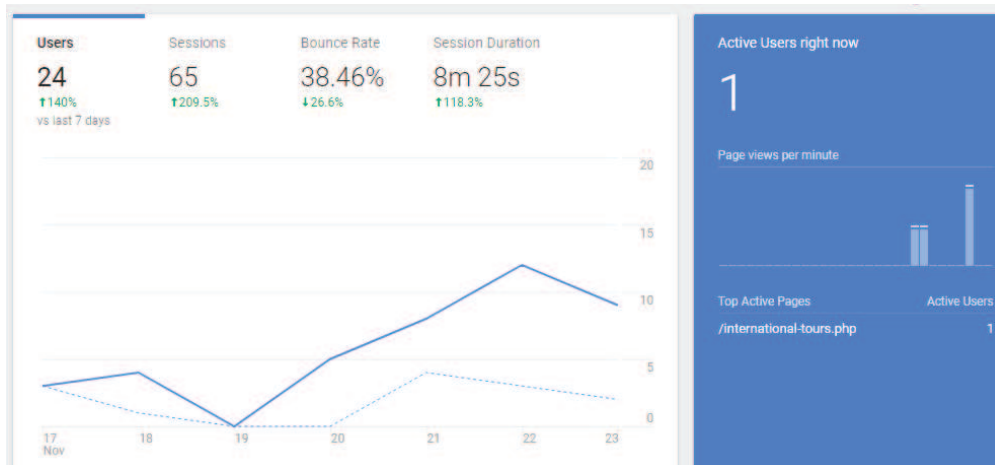 Users Sessions Bounce Rate Session Duration
24 65 38.46% 8m 25s
↑140% ↑209.5% ↓26.6% ↑118.3%
vs last 7 days
20
15
10
5
0
17 18 19 20 21 22 23
Nov
Active Users right now
1
Page views per minute
Top Active Pages Active Users
/international-tours.php 1